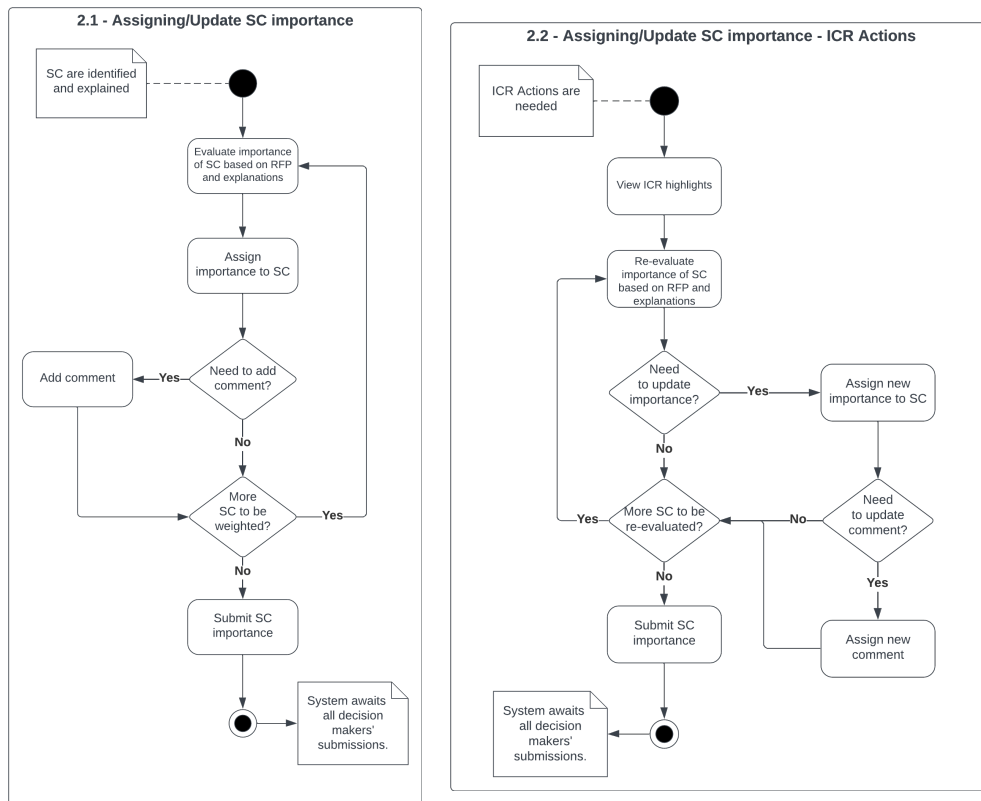 2.1 - Assigning/Update SC importance
SC are identified
and explained
Evaluate importance
of SC based on RFP
and explanations
Assign
importance to SC
Need to add
comment?
Yes
Add comment
No
More
SC to be
weighted?
Yes
No
Submit SC
importance
System awaits
all decision
makers'
submissions.
2.2 - Assigning/Update SC importance - ICR Actions
ICR Actions are
needed
View ICR highlights
Re-evaluate
importance of SC
based on RFP and
explanations
Need
to update
importance?
Yes
Assign new
importance to SC
No
More SC to be
re-evaluated?
Yes
No
Need
to update
comment?
Yes
Assign new
comment
No
Submit SC
importance
System awaits
all decision
makers'
submissions.